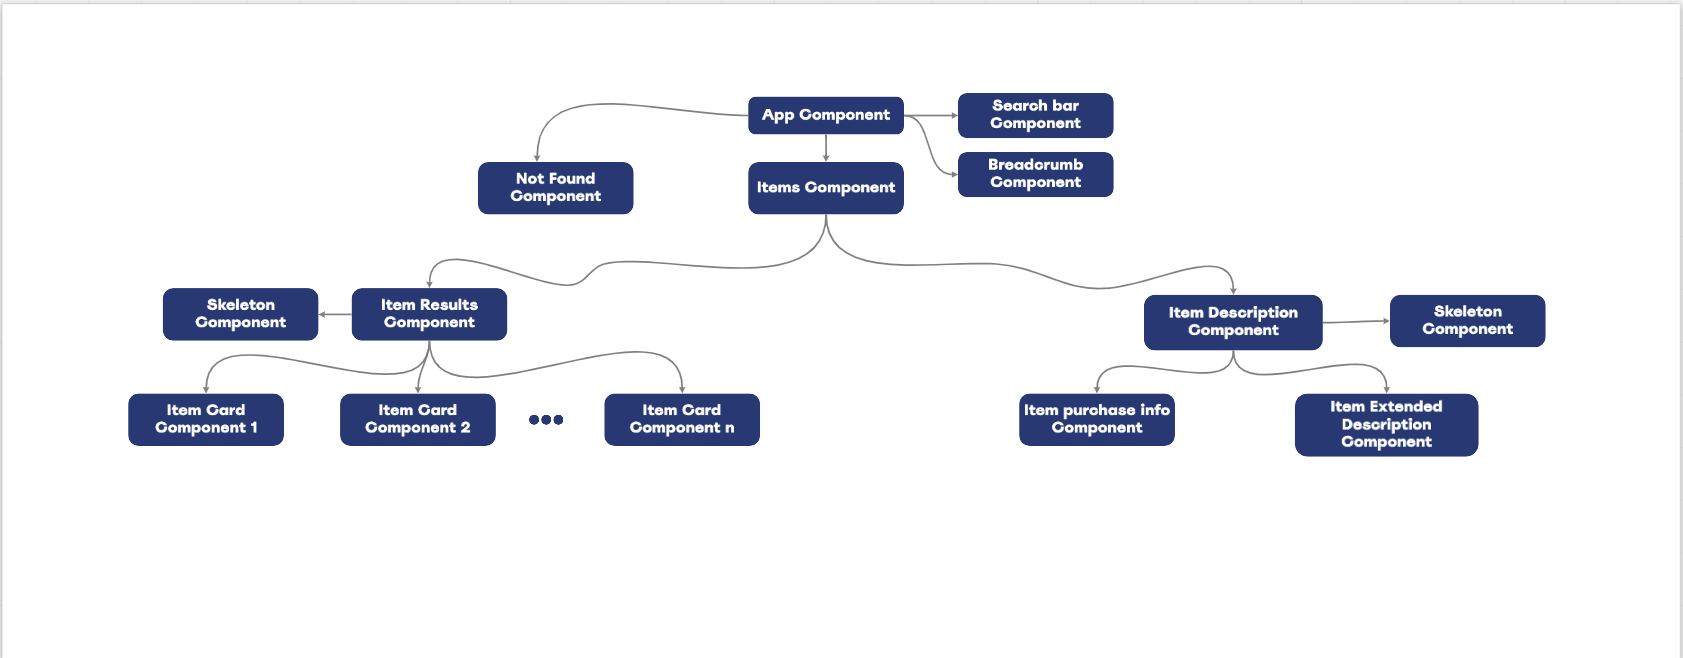 App Component
Search bar
Component
Breadcrumb
Component
Not Found
Component
Items Component
Skeleton
Component
Item Results
Component
Item Description
Component
Skeleton
Component
Item Card
Component 1
Item Card
Component 2
Item Card
Component n
Item purchase info
Component
Item Extended
Description
Component